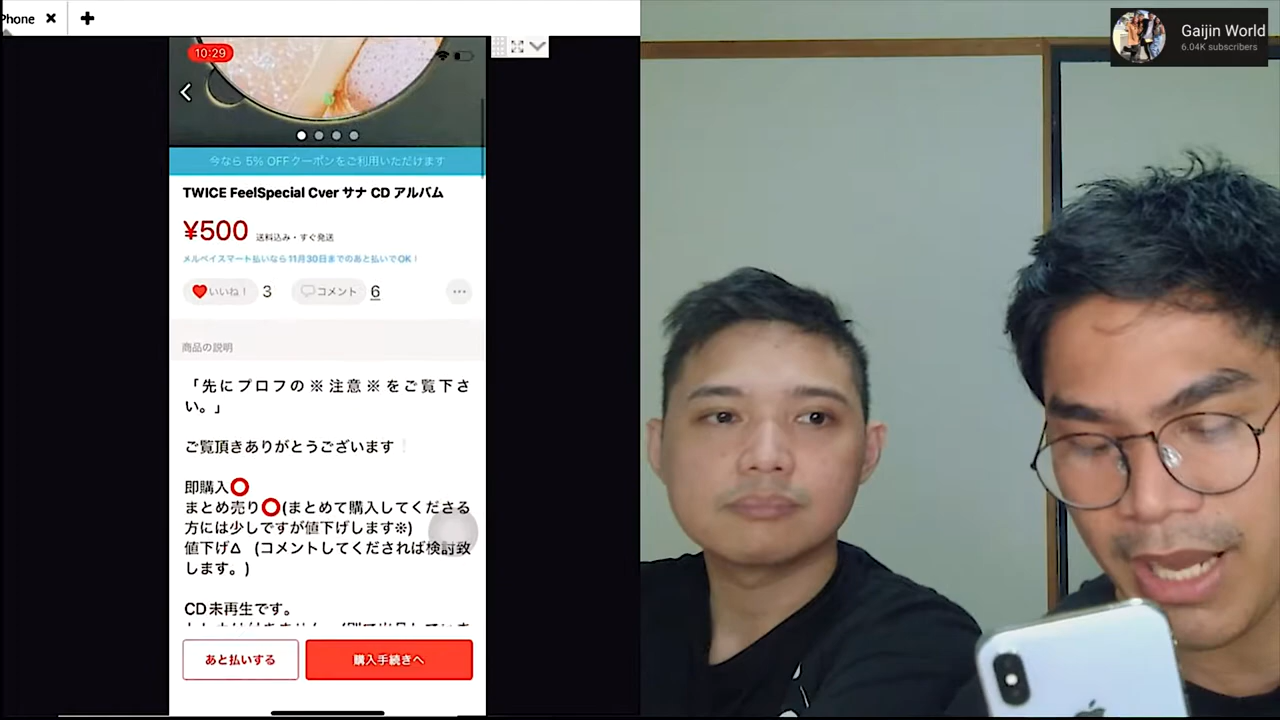 Phone
10:29
今なら 5% OFFクーポンをご利用いただけます
TWICE FeelSpecial Cver サナ CD アルバム
¥500 送料込み・すぐ発送
メルペイスマート払いなら11月30日までのあと払いでOK！
いいね！ 3 コメント 6
商品の説明
「先にプロフの※注意※をご覧下さ
い。」
ご覧頂きありがとうございます❕
即購入⭕
まとめ売り⭕(まとめて購入してくださる
方には少しですが値下げします※)
値下げΔ (コメントしてくだされば検討致
します。)
CD未再生です。
あと払いする
購入手続きへ
Gaijin World
6.04K subscribers